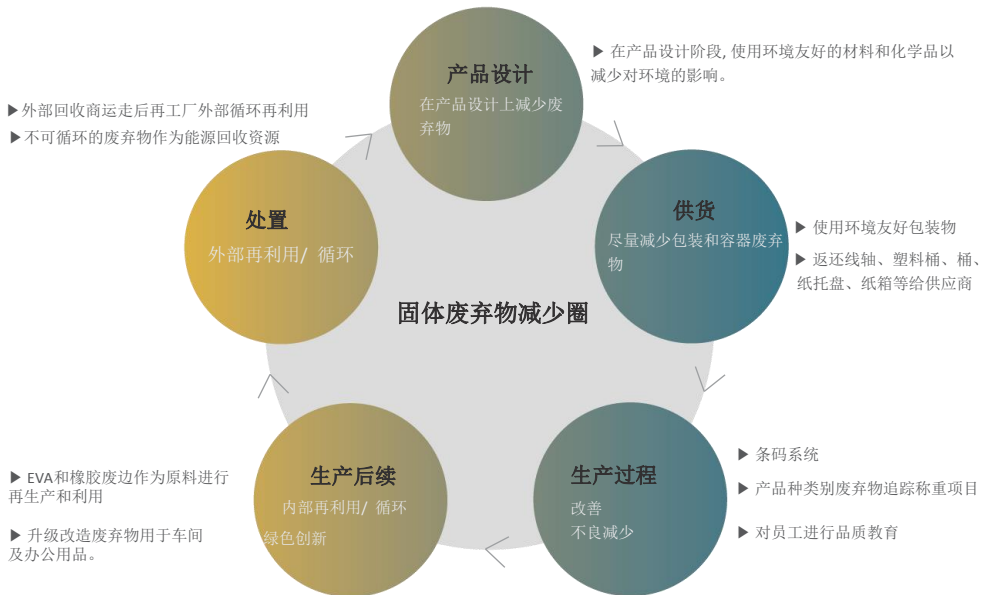 产品设计
在产品设计上减少废
弃物
▶ 在产品设计阶段, 使用环境友好的材料和化学品以
减少对环境的影响。
供货
尽量减少包装和容器废弃
物
▶ 使用环境友好包装物
▶ 返还线轴、塑料桶、桶、
纸托盘、纸箱等给供应商
生产过程
改善
不良减少
▶ 条码系统
▶ 产品种类别废弃物追踪称重项目
▶ 对员工进行品质教育
生产后续
内部再利用/ 循环
绿色创新
▶ EVA和橡胶废边作为原料进行
再生产和利用
▶ 升级改造废弃物用于车间
及办公用品。
处置
外部再利用/ 循环
▶外部回收商运走后再工厂外部循环再利用
▶不可循环的废弃物作为能源回收资源
固体废弃物减少圈